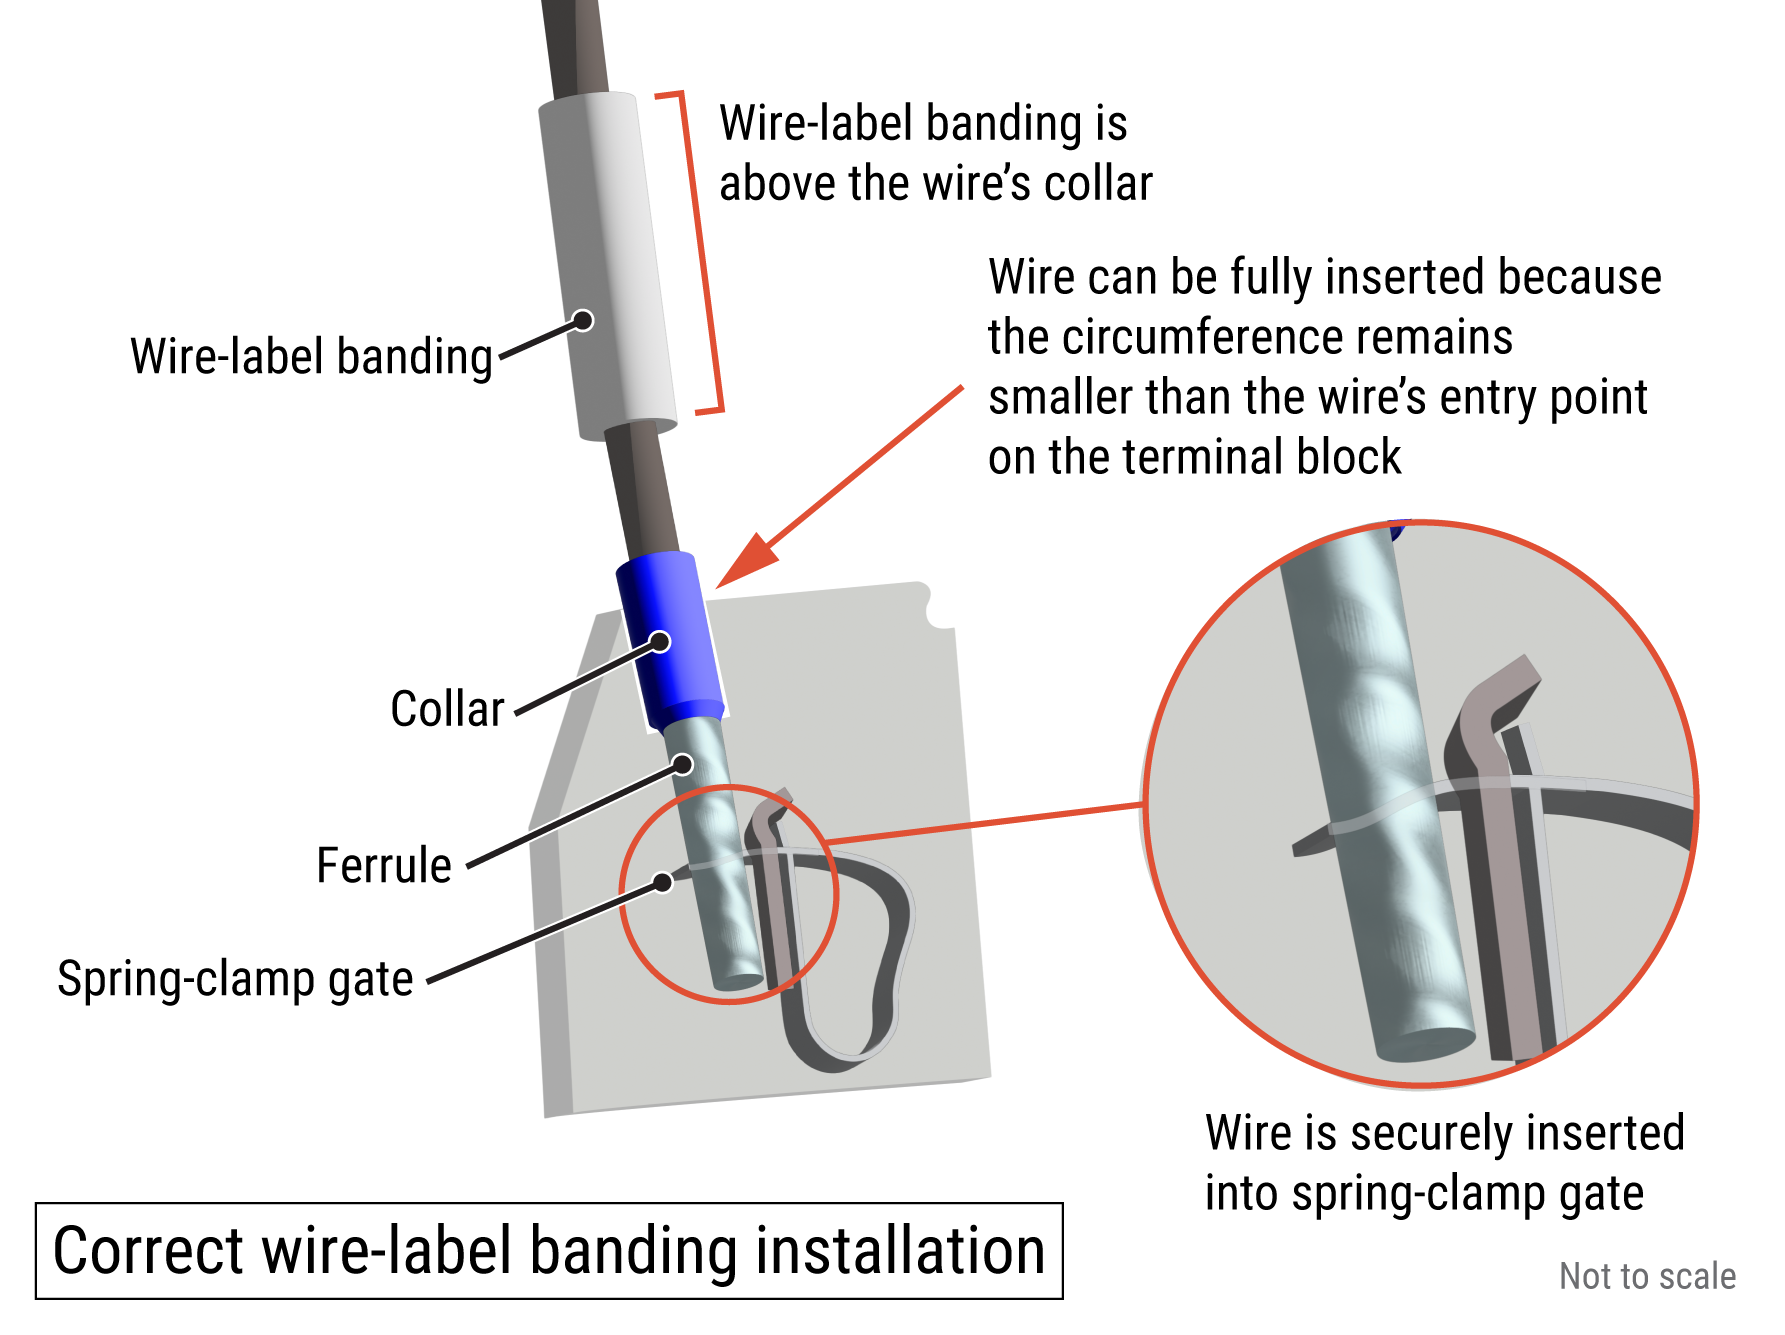 Wire-label banding is
above the wire’s collar
Wire can be fully inserted because
the circumference remains
smaller than the wire’s entry point
on the terminal block
Wire-label banding
Collar
Ferrule
Spring-clamp gate
Wire is securely inserted
into spring-clamp gate
Correct wire-label banding installation
Not to scale